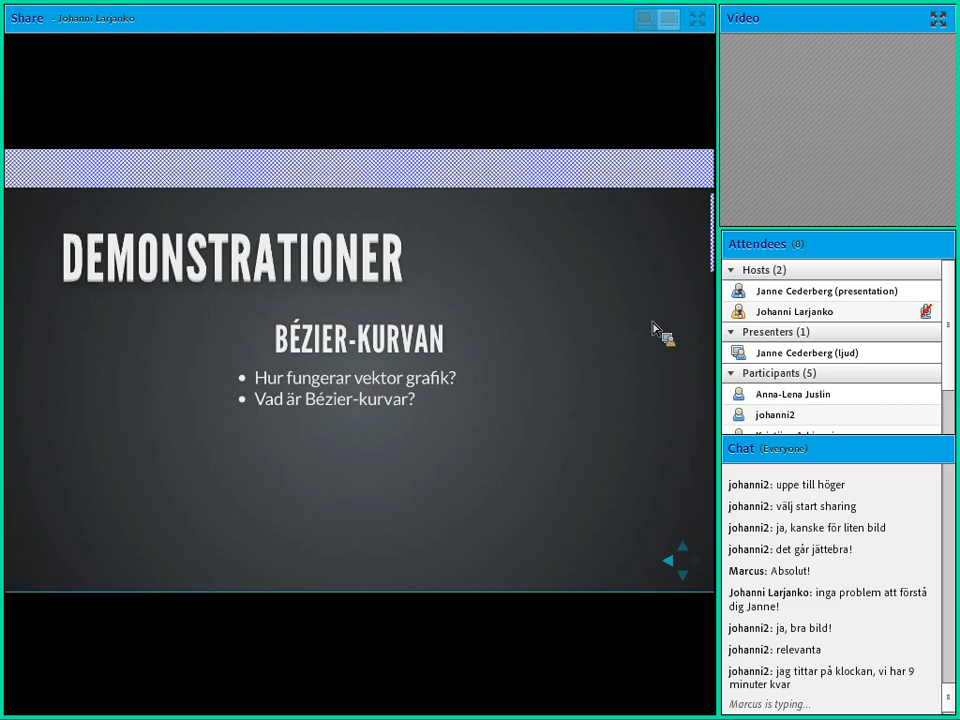 Share - Johanni Larjanko
DEMONSTRATIONER
BÉZIER-KURVAN
• Hur fungerar vektor grafik?
• Vad är Bézier-kurvar?
Video
Attendees (8)
Hosts (2)
Janne Cederberg (presentation)
Johanni Larjanko
Presenters (1)
Janne Cederberg (ljud)
Participants (5)
Anna-Lena Juslin
johanni2
Chat (Everyone)
johanni2: uppe till höger
johanni2: välj start sharing
johanni2: ja, kanske för liten bild
johanni2: det går jättebra!
Marcus: Absolut!
Johanni Larjanko: inga problem att förstå
dig Janne!
johanni2: ja, bra bild!
johanni2: relevanta
johanni2: jag tittar på klockan, vi har 9
minuter kvar
Marcus is typing...